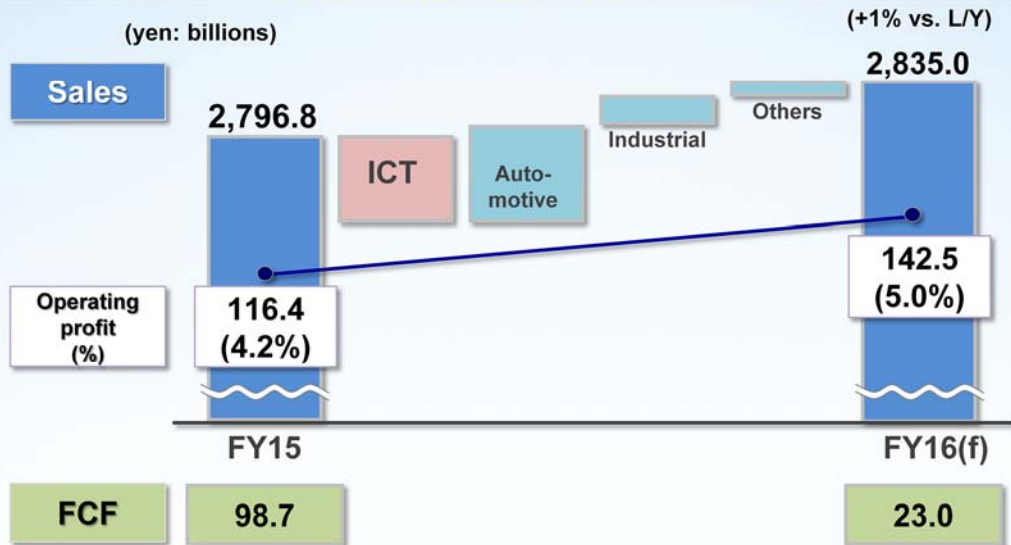 (yen: billions)
(+1% vs. L/Y)
Sales
2,796.8
ICT
Auto-
motive
Industrial
Others
2,835.0
Operating
profit
(%)
116.4
(4.2%)
142.5
(5.0%)
FY15
FY16(f)
FCF
98.7
23.0